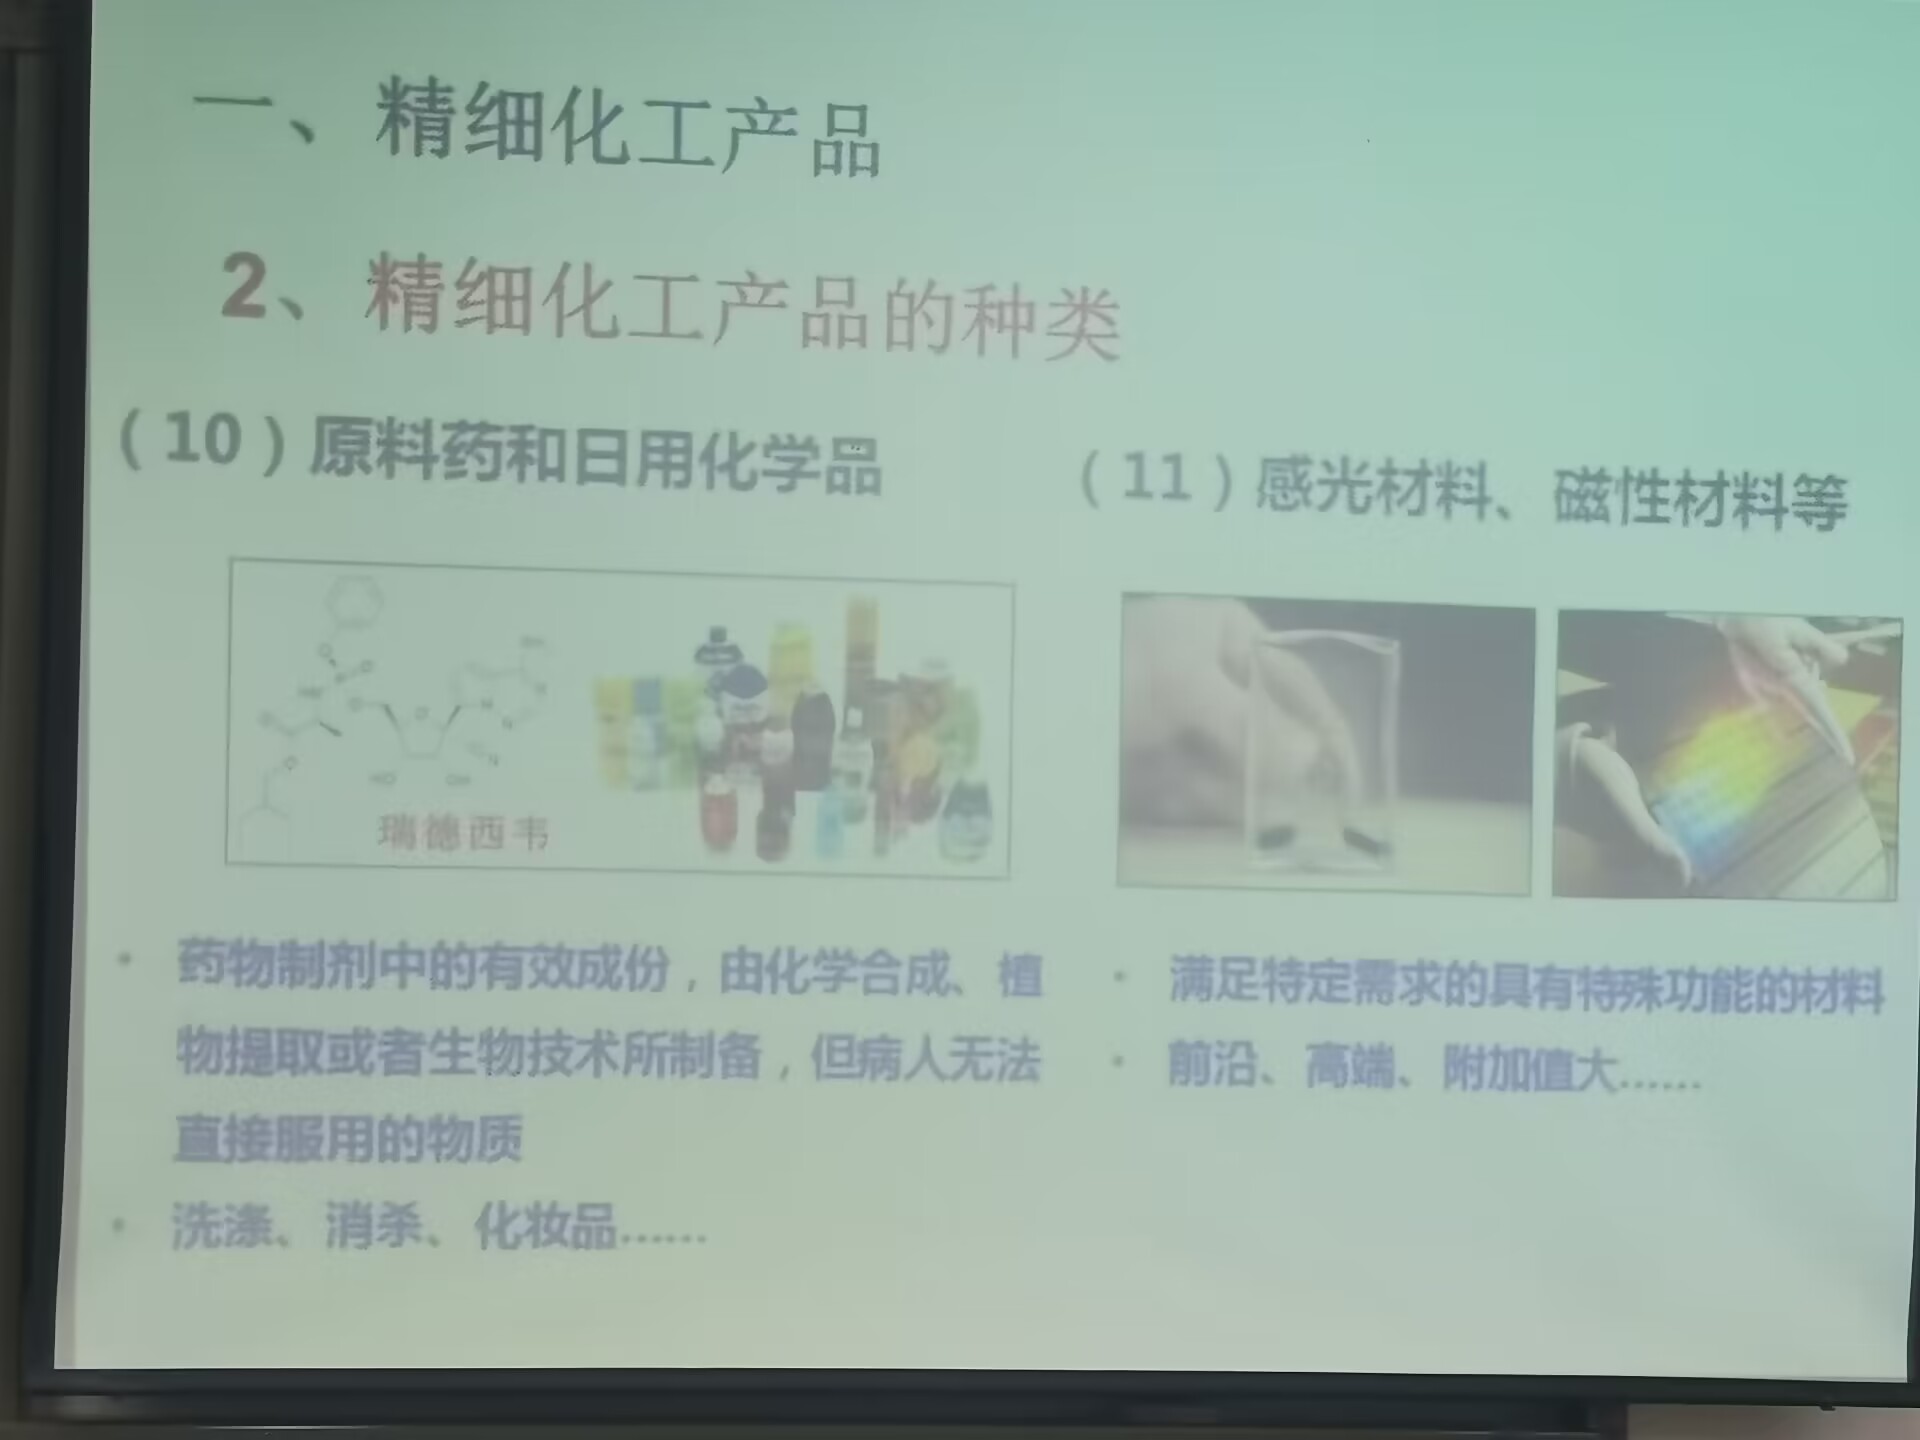 一、精细化工产品
2、精细化工产品的种类
（10）原料药和日用化学品
瑞德西韦
• 药物制剂中的有效成份，由化学合成、植
物提取或者生物技术所制备，但病人无法
直接服用的物质
• 洗涤、消杀、化妆品……
（11）感光材料、磁性材料等
• 满足特定需求的具有特殊功能的材料
• 前沿、高端、附加值大……